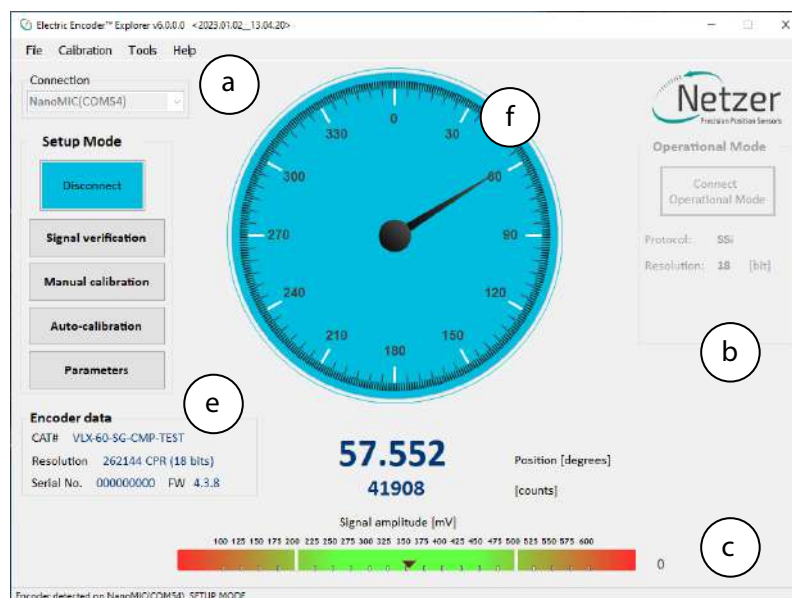 Electric Encoder™ Explorer v6.0.0.0 <2023.01.02__13.04.20>
File Calibration Tools Help
Connection
NanoMIC(COM54)
a
Setup Mode
Disconnect
Signal verification
Manual calibration
Auto-calibration
Parameters
Encoder data
e
CAT# VLX-60-SG-CMP-TEST
Resolution 262144 CPR (18 bits)
Serial No. 000000000 FW 4.3.8
0
30
60
90
120
150
180
210
240
270
300
330
f
Netzer
Precision Position Sensors
Operational Mode
Connect
Operational Mode
Protocol: SSi
Resolution: 18 [bit]
b
57.552 Position [degrees]
41908 [counts]
Signal amplitude [mV]
100 125 150 175 200 225 250 275 300 325 350 375 400 425 450 475 500 525 550 575 600
0
c
Encoder detected on NanoMIC(COM54), SETUP MODE